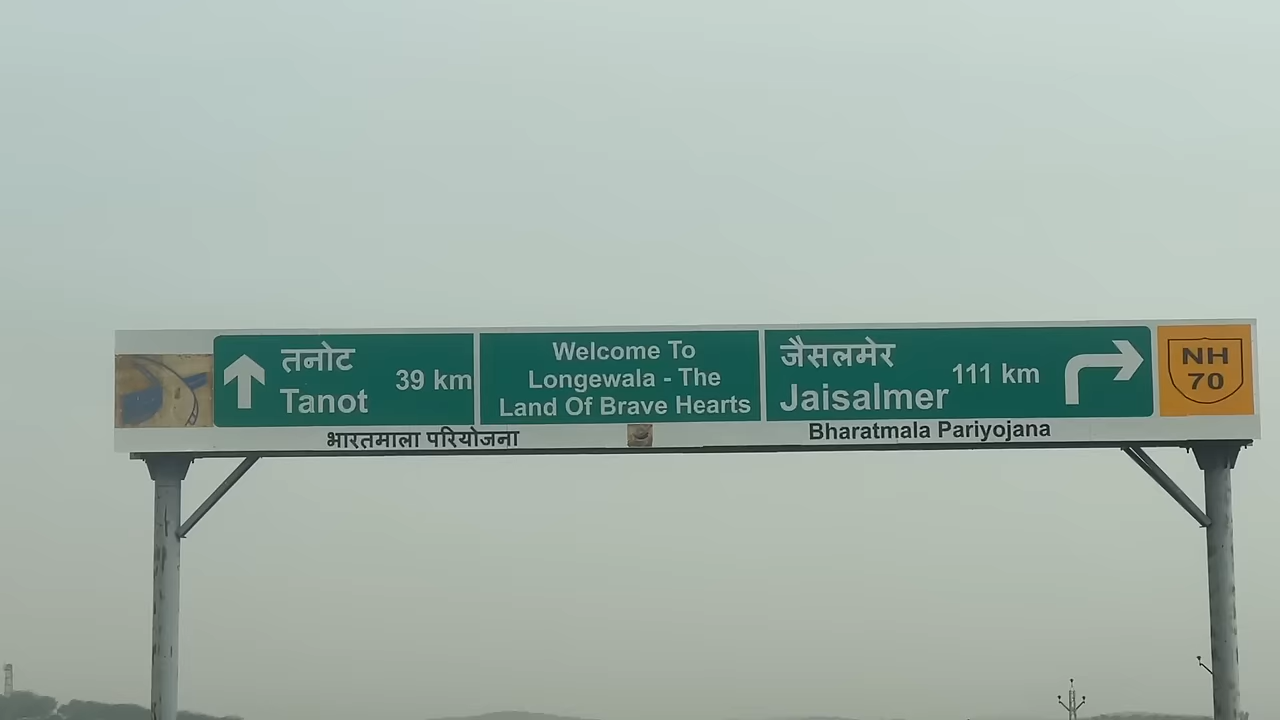 तनोट
Tanot
39 km
Welcome To
Longewala - The
Land Of Brave Hearts
जैसलमेर
Jaisalmer
111 km
NH
70
भारतमाला परियोजना
Bharatmala Pariyojana